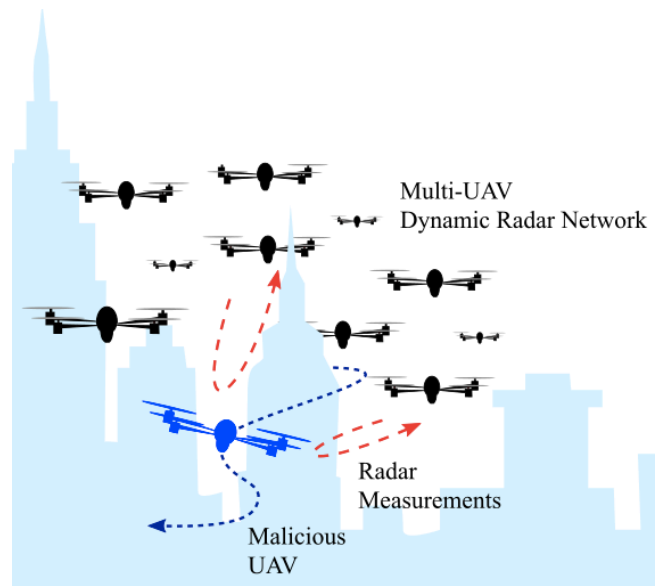 Multi-UAV
Dynamic Radar Network
Radar
Measurements
Malicious
UAV